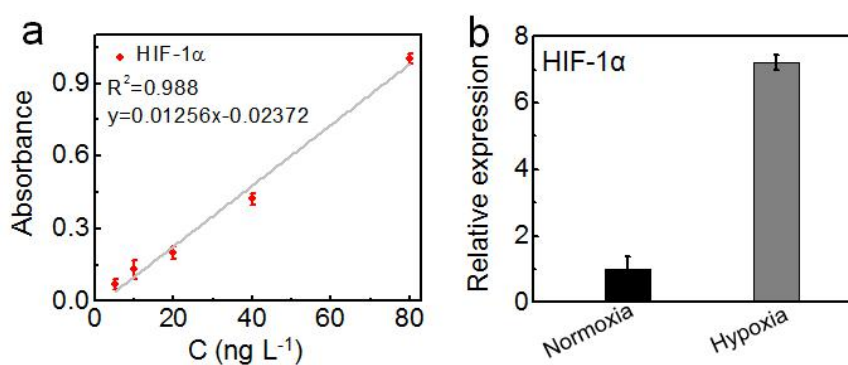 a
HIF-1α
R²=0.988
y=0.01256x-0.02372
Absorbance
0.9
0.6
0.3
0.0
0 20 40 60 80
C (ng L⁻¹)
b
HIF-1α
Relative expression
8
6
4
2
0
Normoxia
Hypoxia